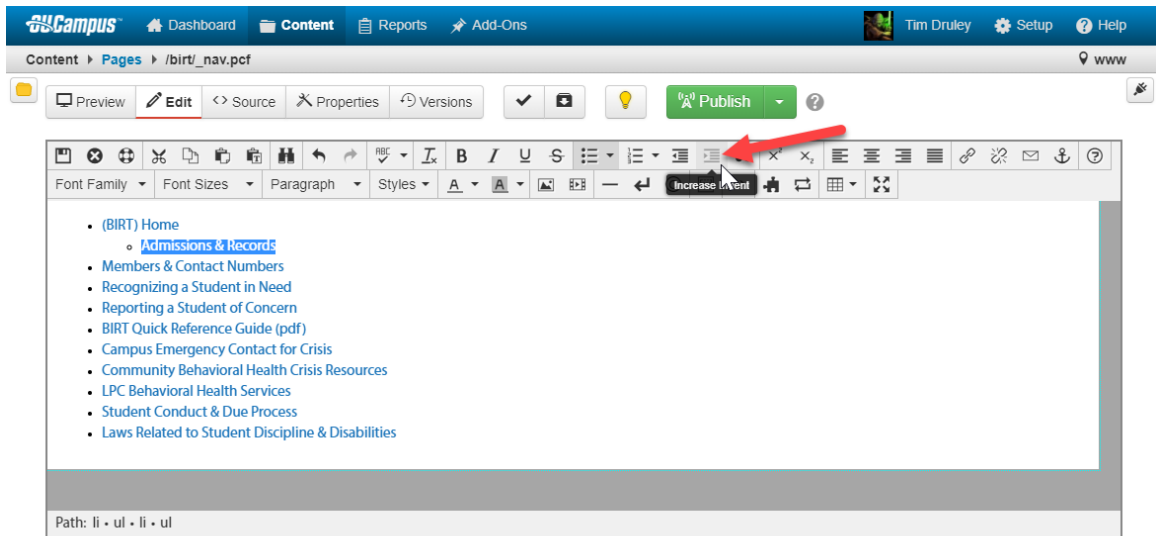 OUCampus Dashboard Content Reports Add-Ons Tim Druley Setup Help
Content Pages /birt/_nav.pcf www
Preview Edit Source Properties Versions Publish
ABC B I U S
Font Family Font Sizes Paragraph Styles A A Increase
(BIRT) Home
Admissions & Records
Members & Contact Numbers
Recognizing a Student in Need
Reporting a Student of Concern
BIRT Quick Reference Guide (pdf)
Campus Emergency Contact for Crisis
Community Behavioral Health Crisis Resources
LPC Behavioral Health Services
Student Conduct & Due Process
Laws Related to Student Discipline & Disabilities
Path: li • ul • li • ul